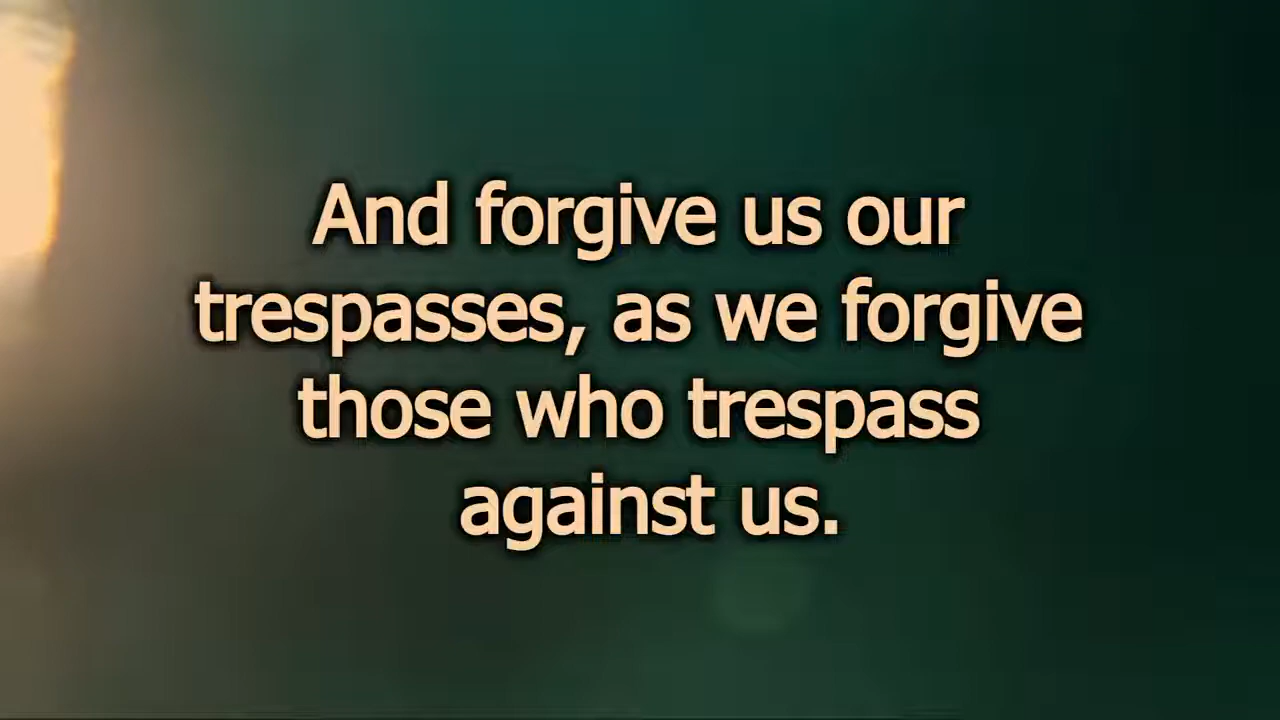 And forgive us our
trespasses, as we forgive
those who trespass
against us.